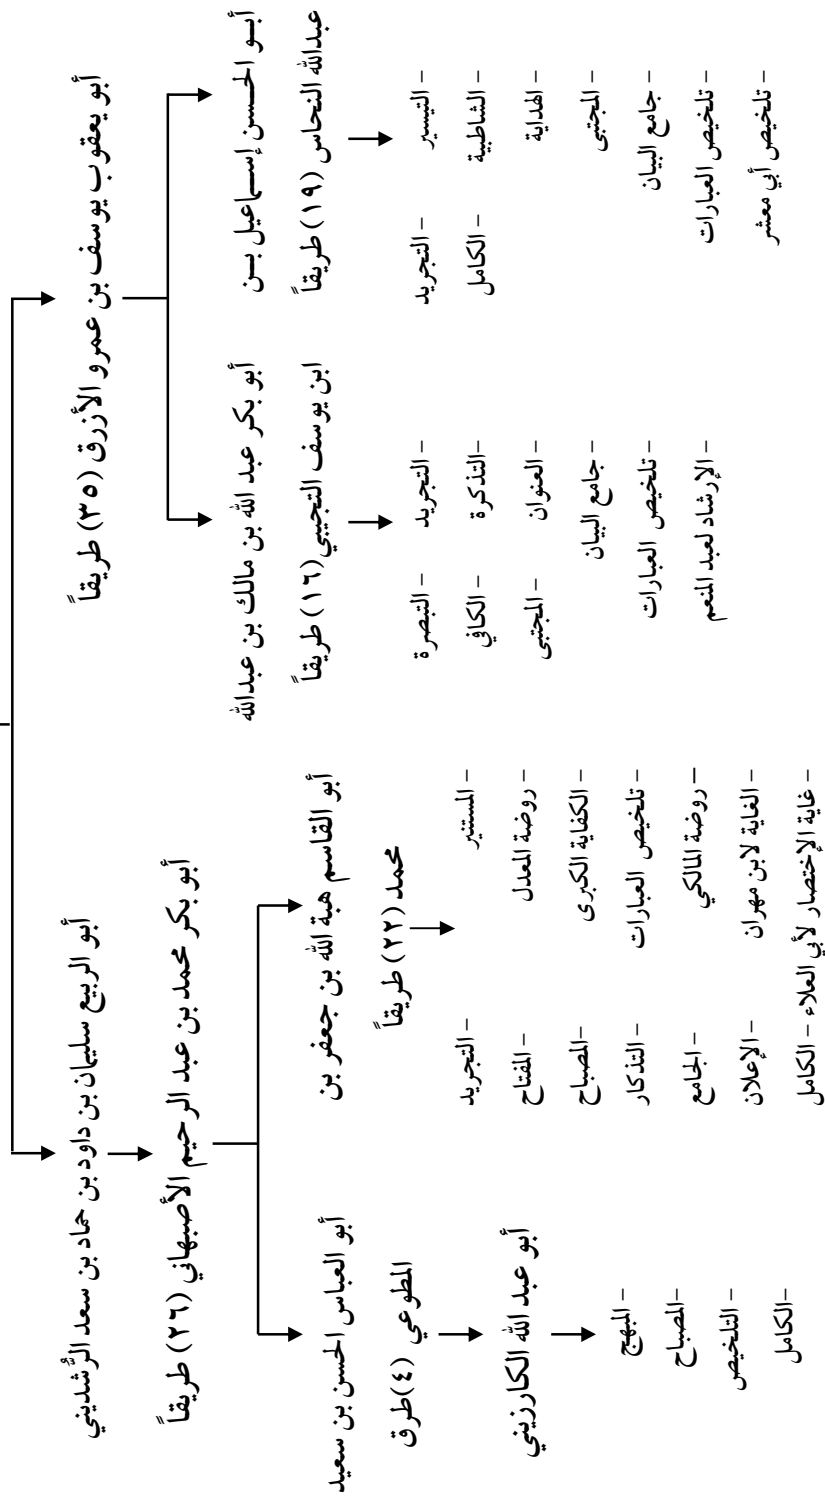 أبو يعقوب يوسف بن عمرو الأزرق (٣٥) طريقاً
أبو الحسن إسماعيل بن
عبدالله النحاس (١٩) طريقاً
- التيسير
- الشاطبية
- الهداية
- المجتبى
- جامع البيان
- تلخيص العبارات
- تلخيص أبي معشر
- التجريد
- الكامل
أبو بكر عبد الله بن مالك بن عبدالله
ابن يوسف التجيبي (١٦) طريقاً
- التجريد
- التذكرة
- العنوان
- جامع البيان
- تلخيص العبارات
- الإرشاد لعبد المنعم
- التبصرة
- الكافي
- المجتبى
أبو الربيع سليمان بن داود بن حماد بن سعد الرُّشديني
أبو بكر محمد بن عبد الرحيم الأصبهاني (٢٦) طريقاً
أبو القاسم هبة الله بن جعفر بن
محمد (٢٢) طريقاً
- المستنير
- روضة المعدل
- الكفاية الكبرى
- تلخيص العبارات
- روضة المالكي
- الغاية لابن مهران
- غاية الإختصار لأبي العلاء - الكامل
- التجريد
- المفتاح
- المصباح
- التذكار
- الجامع
- الإعلان
أبو العباس الحسن بن سعيد
المطوعي (٤) طرق
أبو عبد الله الكارزيني
- المبهج
- المصباح
- التلخيص
- الكامل